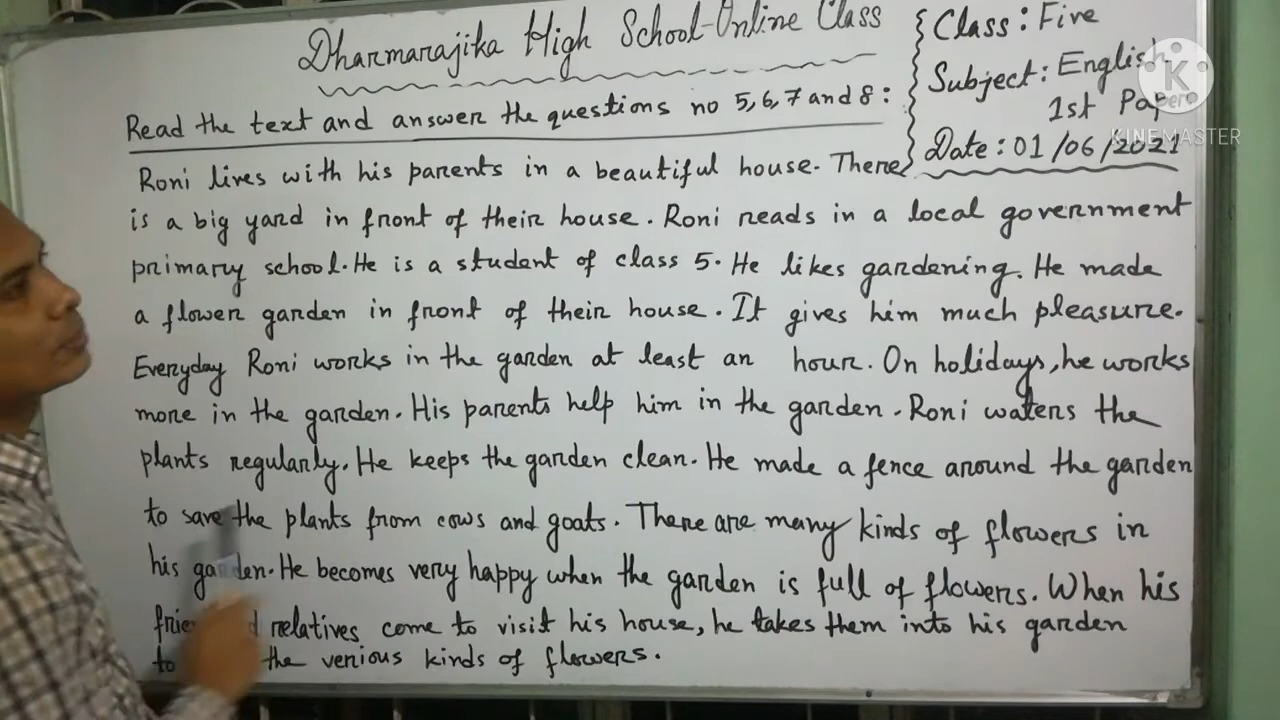 Dharmarajika High School-Online Class
Class: Five
Subject: English
1st Paper
Date: 01/06/2021
KINEMASTER
Read the text and answer the questions no 5,6,7 and 8:
Roni lives with his parents in a beautiful house. There
is a big yard in front of their house. Roni reads in a local government
primary school. He is a student of class 5. He likes gardening. He made
a flower garden in front of their house. It gives him much pleasure.
Everyday Roni works in the garden at least an hour. On holidays, he works
more in the garden. His parents help him in the garden. Roni waters the
plants regularly. He keeps the garden clean. He made a fence around the garden
to save the plants from cows and goats. There are many kinds of flowers in
his garden. He becomes very happy when the garden is full of flowers. When his
relatives come to visit his house, he takes them into his garden
to the verious kinds of flowers.